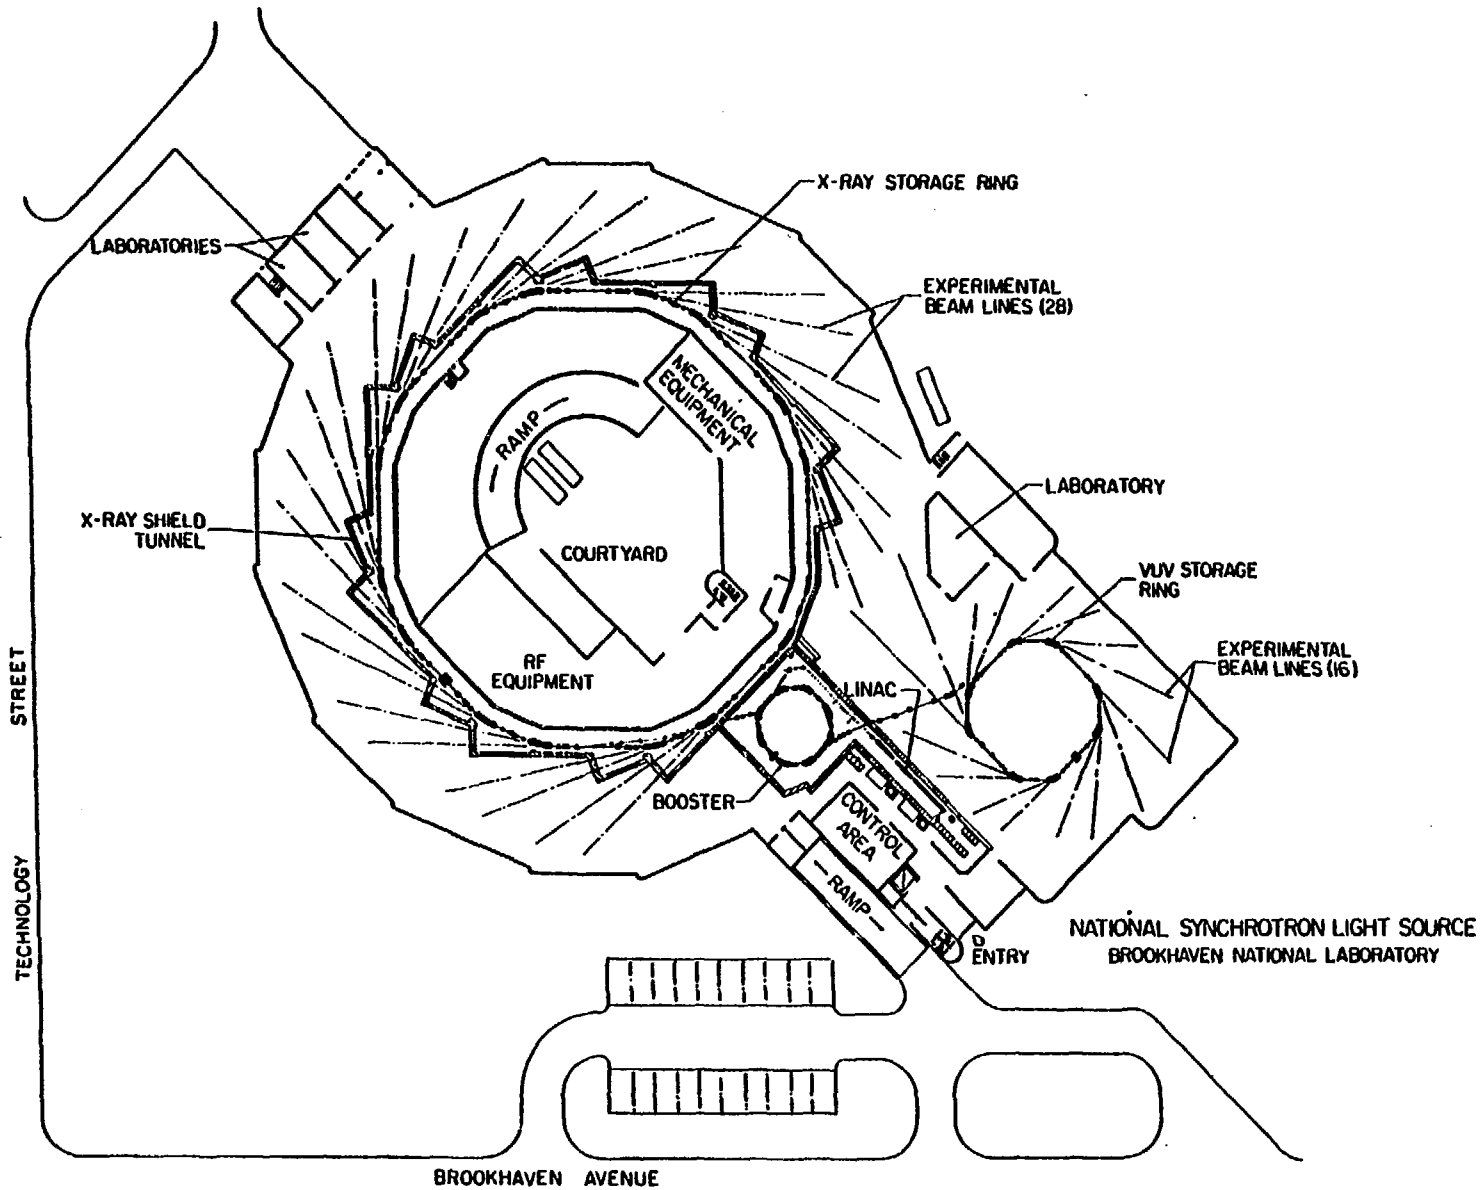 X-RAY STORAGE RING
LABORATORIES
EXPERIMENTAL
BEAM LINES (28)
MECHANICAL
EQUIPMENT
RAMP
LABORATORY
X-RAY SHIELD
TUNNEL
COURTYARD
VUV STORAGE
RING
RF
EQUIPMENT
EXPERIMENTAL
BEAM LINES (16)
LINAC
BOOSTER
CONTROL
AREA
RAMP
ENTRY
NATIONAL SYNCHROTRON LIGHT SOURCE
BROOKHAVEN NATIONAL LABORATORY
TECHNOLOGY STREET
BROOKHAVEN AVENUE